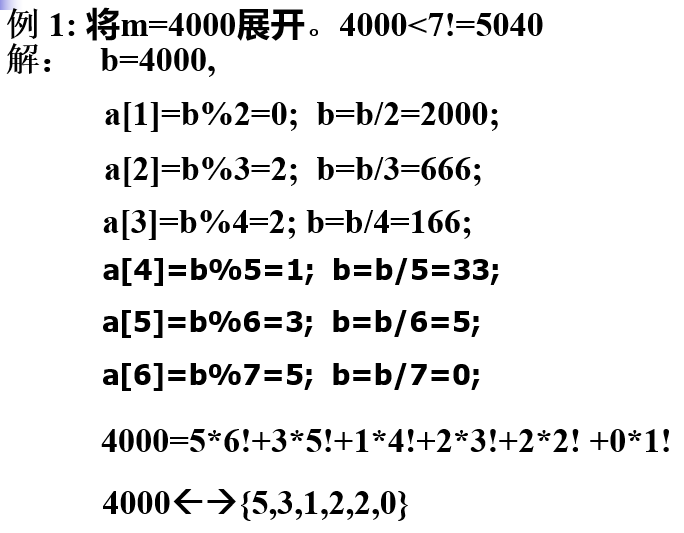 例 1: 将m=4000展开。4000<7!=5040
解： b=4000,
a[1]=b%2=0; b=b/2=2000;
a[2]=b%3=2; b=b/3=666;
a[3]=b%4=2; b=b/4=166;
a[4]=b%5=1; b=b/5=33;
a[5]=b%6=3; b=b/6=5;
a[6]=b%7=5; b=b/7=0;
4000=5*6!+3*5!+1*4!+2*3!+2*2! +0*1!
4000←→{5,3,1,2,2,0}